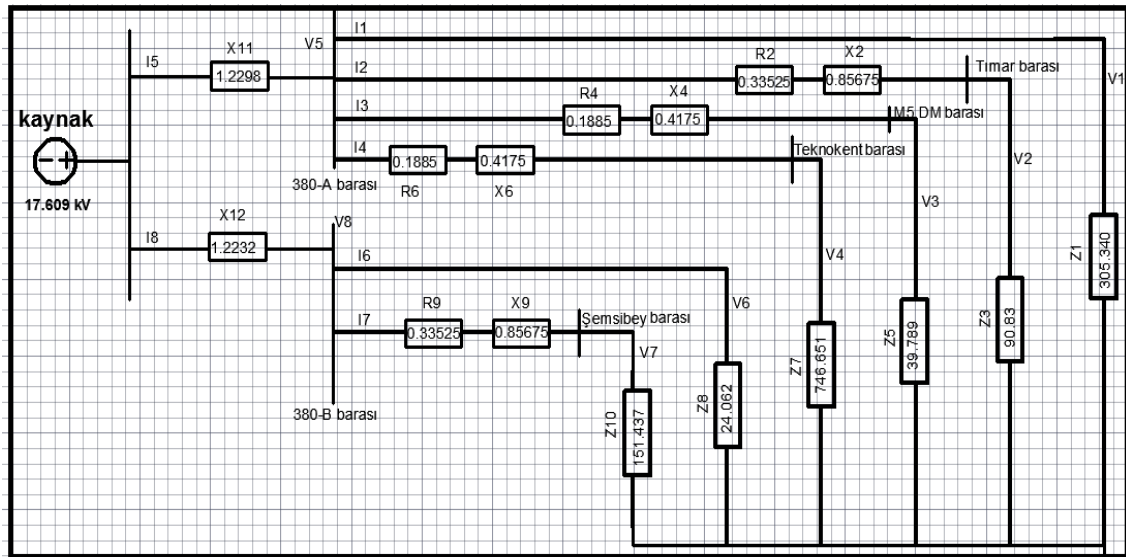 I1
X11
V5
I5
1.2298
I2
R2
X2
Tımar barası
V1
0.33525
0.85675
R4
X4
kaynak
I3
0.1885
0.4175
M5 DM barası
I4
Teknokent barası
0.1885
0.4175
V2
380-A barası
R6
X6
17.609 kV
V3
X12
V8
I8
1.2232
I6
V4
Z1
305.340
R9
X9
V6
I7
0.33525
0.85675
Şemsibey barası
V7
Z3
90.83
Z5
39.789
Z7
746.651
Z8
24.062
380-B barası
Z10
151.437